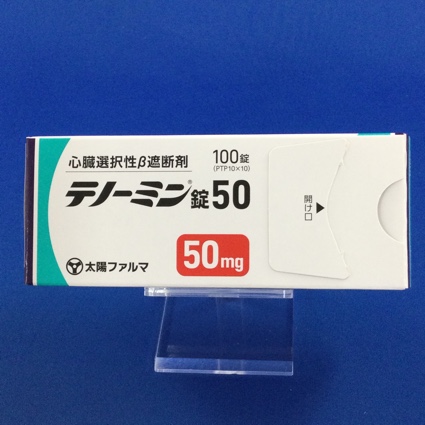 心臓選択性β遮断剤
100錠
(PTP10×10)
テノーミン®錠50
開け口
50mg
太陽ファルマ